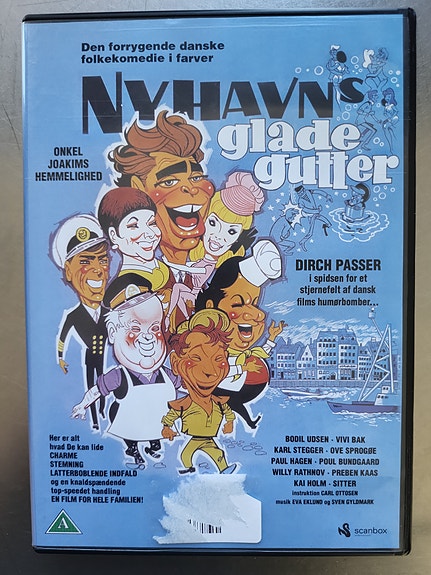 Den forrygende danske
folkekomedie i farver
NYHAVNS
glade
gutter
ONKEL
JOAKIMS
HEMMELIGHED
DIRCH PASSER
i spidsen for et
stjernefelt af dansk
films humørbomber...
Her er alt
hvad De kan lide
CHARME
STEMNING
LATTERBOBLENDE INDFALD
og en knaldspændende
top-speedet handling
EN FILM FOR HELE FAMILIEN!
BODIL UDSEN · VIVI BAK
KARL STEGGER · OVE SPROGØE
PAUL HAGEN · POUL BUNDGAARD
WILLY RATHNOV · PREBEN KAAS
KAI HOLM · SITTER
instruktion CARL OTTOSEN
musik EVA EKLUND og SVEN GYLDMARK
A
scanbox